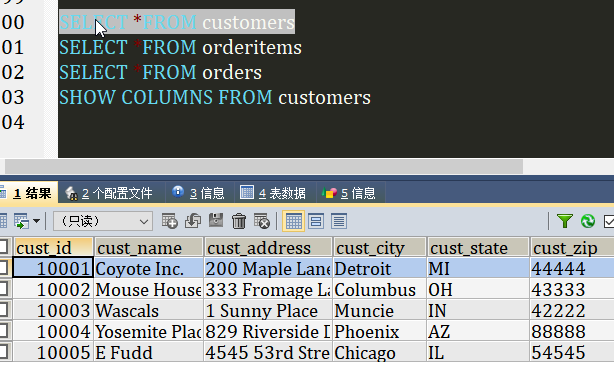 00 SELECT *FROM customers
01 SELECT *FROM orderitems
02 SELECT *FROM orders
03 SHOW COLUMNS FROM customers
04
1 结果 2 个配置文件 3 信息 4 表数据 5 信息
（只读）
cust_id cust_name cust_address cust_city cust_state cust_zip
10001 Coyote Inc. 200 Maple Lane Detroit MI 44444
10002 Mouse House 333 Fromage La Columbus OH 43333
10003 Wascals 1 Sunny Place Muncie IN 42222
10004 Yosemite Plac 829 Riverside D Phoenix AZ 88888
10005 E Fudd 4545 53rd Stre Chicago IL 54545